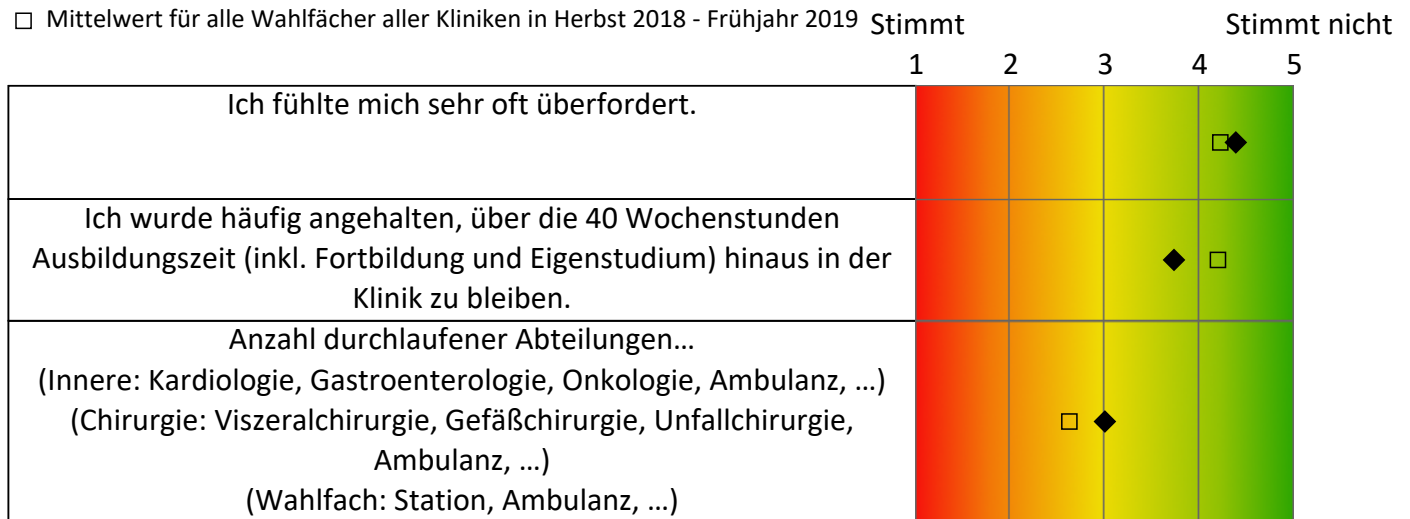 □ Mittelwert für alle Wahlfächer aller Kliniken in Herbst 2018 - Frühjahr 2019 Stimmt Stimmt nicht
1 2 3 4 5
Ich fühlte mich sehr oft überfordert.
Ich wurde häufig angehalten, über die 40 Wochenstunden
Ausbildungszeit (inkl. Fortbildung und Eigenstudium) hinaus in der
Klinik zu bleiben.
Anzahl durchlaufener Abteilungen…
(Innere: Kardiologie, Gastroenterologie, Onkologie, Ambulanz, …)
(Chirurgie: Viszeralchirurgie, Gefäßchirurgie, Unfallchirurgie,
Ambulanz, …)
(Wahlfach: Station, Ambulanz, …)